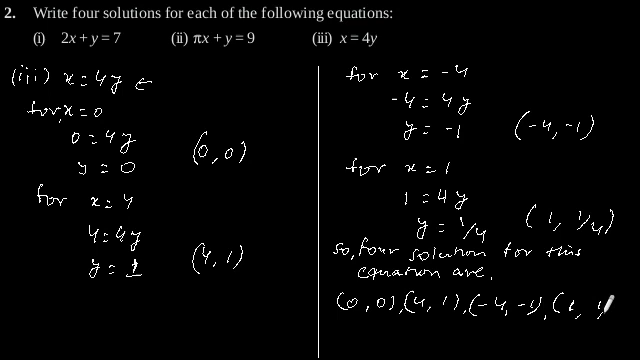 2. Write four solutions for each of the following equations:
(i) 2x + y = 7 (ii) πx + y = 9 (iii) x = 4y
(iii) x = 4y ←
for, x = 0
0 = 4y
y = 0
(0, 0)
for x = 4
4 = 4y
y = 1
(4, 1)
for x = -4
-4 = 4y
y = -1
(-4, -1)
for x = 1
1 = 4y
y = 1/4
(1, 1/4)
so, four solution for this
equation are,
(0, 0), (4, 1), (-4, -1), (1, 1/